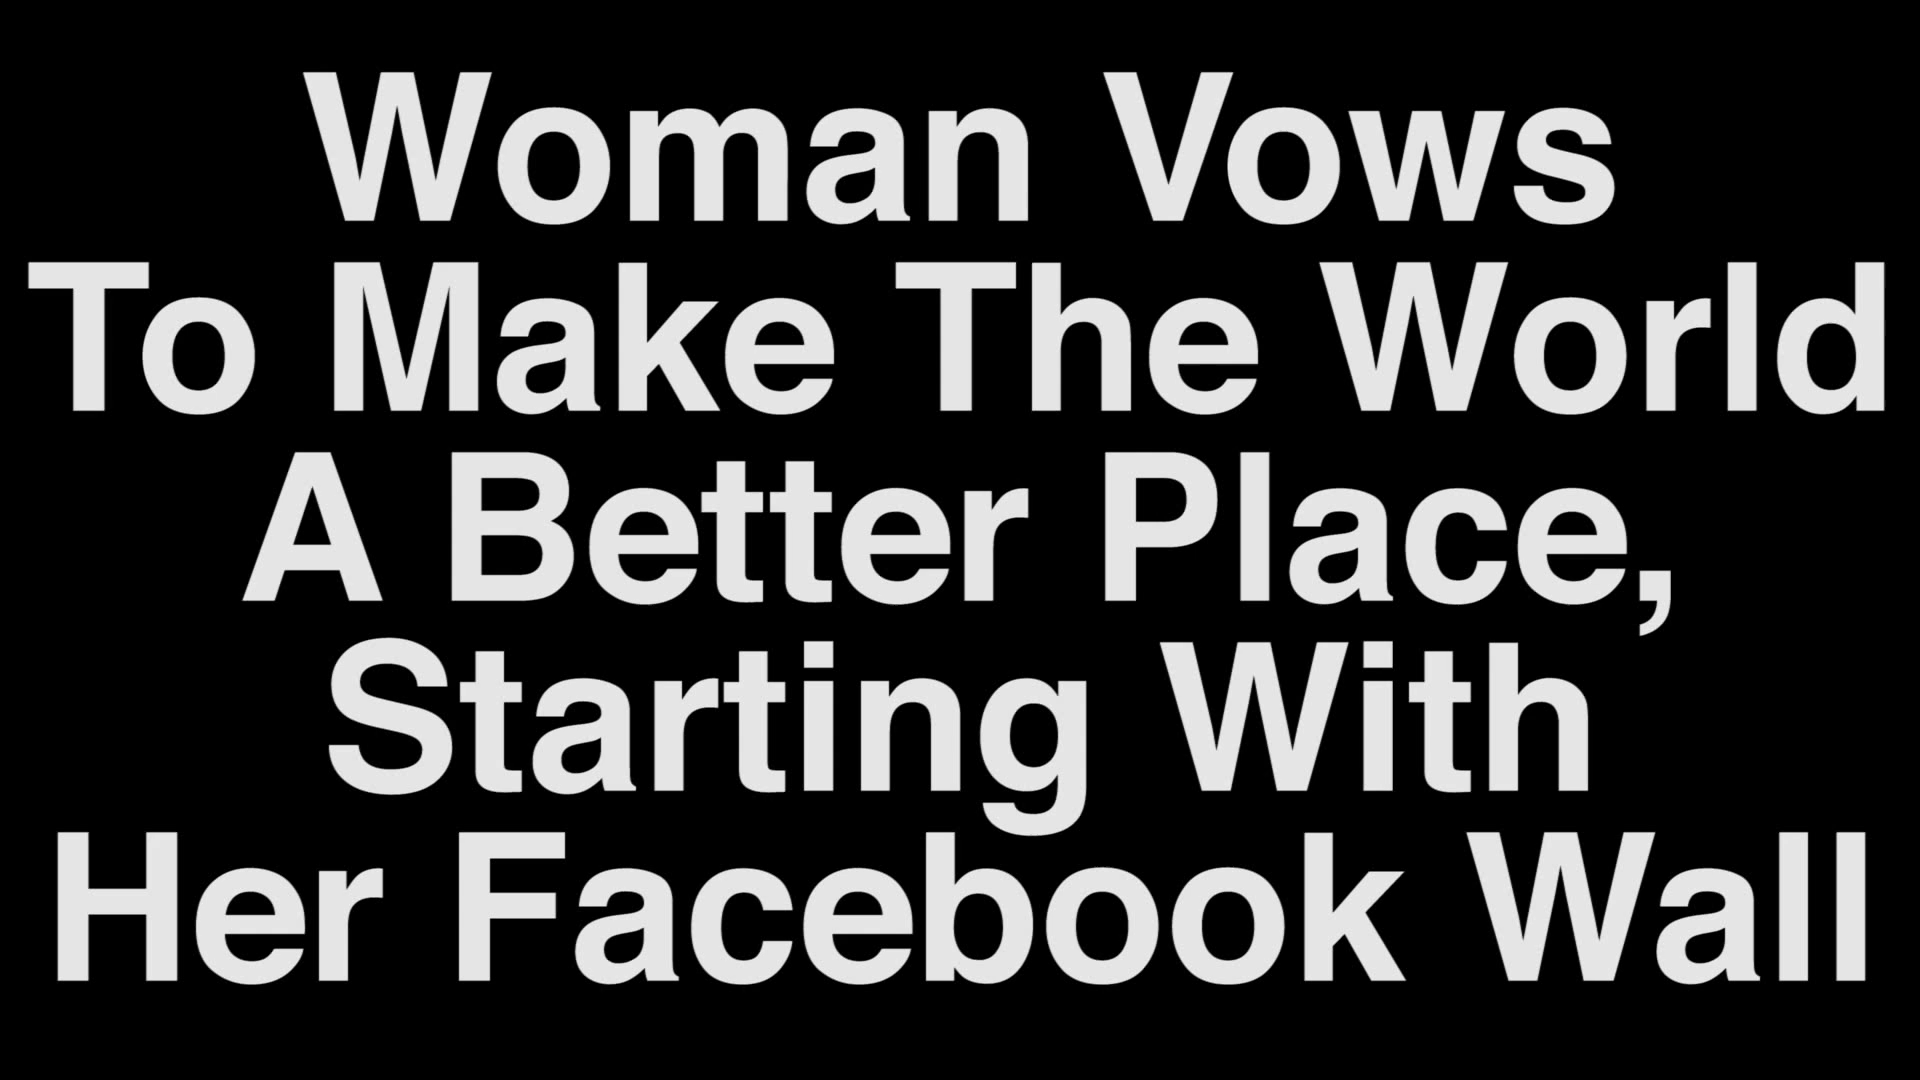 Woman Vows
To Make The World
A Better Place,
Starting With
Her Facebook Wall